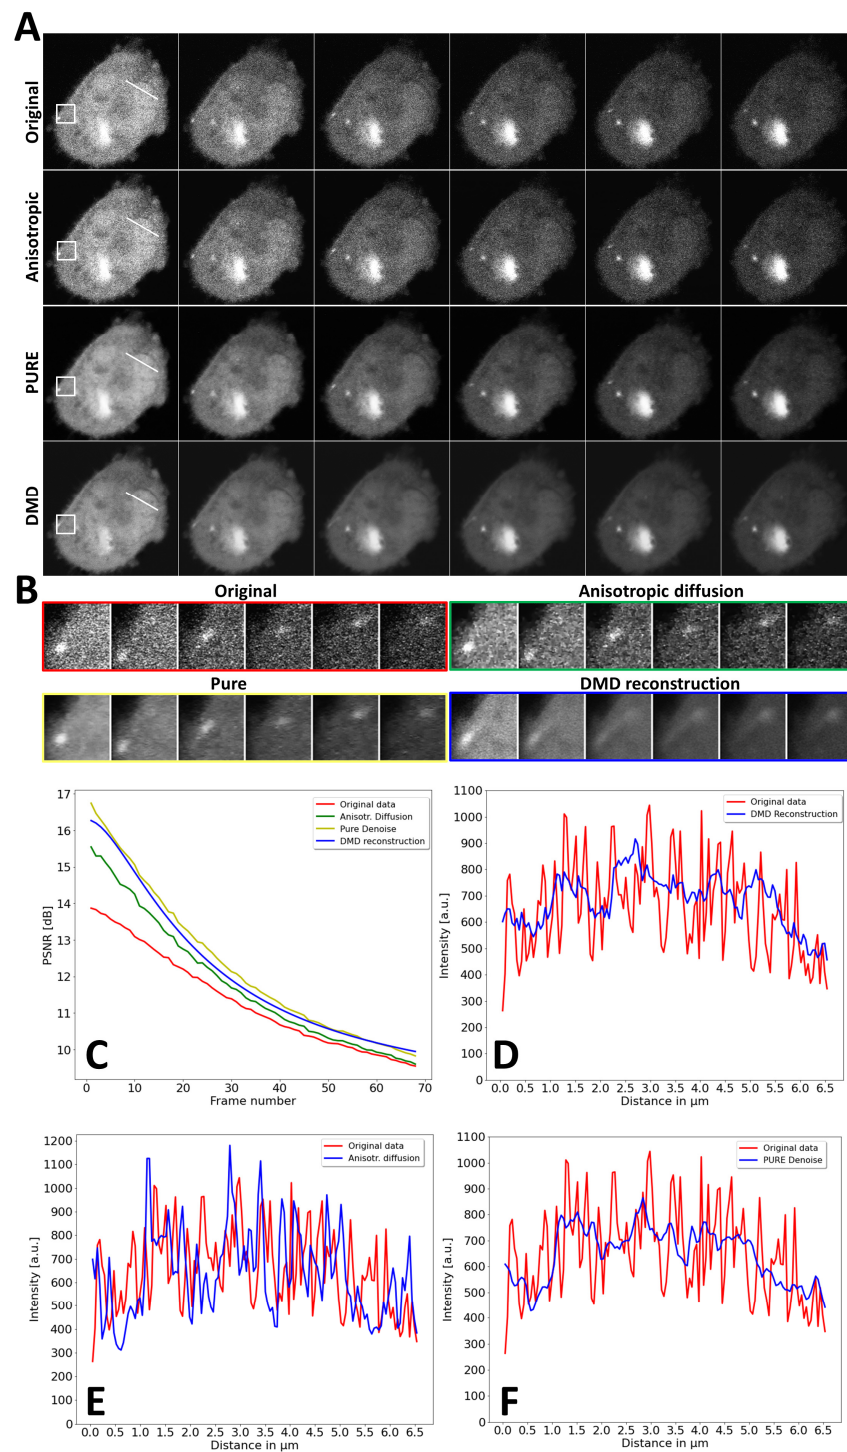 A
Original
Anisotropic
PURE
DMD
B
Original
Anisotropic diffusion
Pure
DMD reconstruction
17
16
15
14
13
12
11
10
PSNR [dB]
0 10 20 30 40 50 60 70
Frame number
Original data
Anisotr. Diffusion
Pure Denoise
DMD reconstruction
C
1100
1000
900
800
700
600
500
400
300
200
100
0
Intensity [a.u.]
0.0 0.5 1.0 1.5 2.0 2.5 3.0 3.5 4.0 4.5 5.0 5.5 6.0 6.5
Distance in μm
Original data
DMD Reconstruction
D
1200
1100
1000
900
800
700
600
500
400
300
200
100
0
Intensity [a.u.]
0.0 0.5 1.0 1.5 2.0 2.5 3.0 3.5 4.0 4.5 5.0 5.5 6.0 6.5
Distance in μm
Original data
Anisotr. diffusion
E
1100
1000
900
800
700
600
500
400
300
200
100
0
Intensity [a.u.]
0.0 0.5 1.0 1.5 2.0 2.5 3.0 3.5 4.0 4.5 5.0 5.5 6.0 6.5
Distance in μm
Original data
PURE Denoise
F